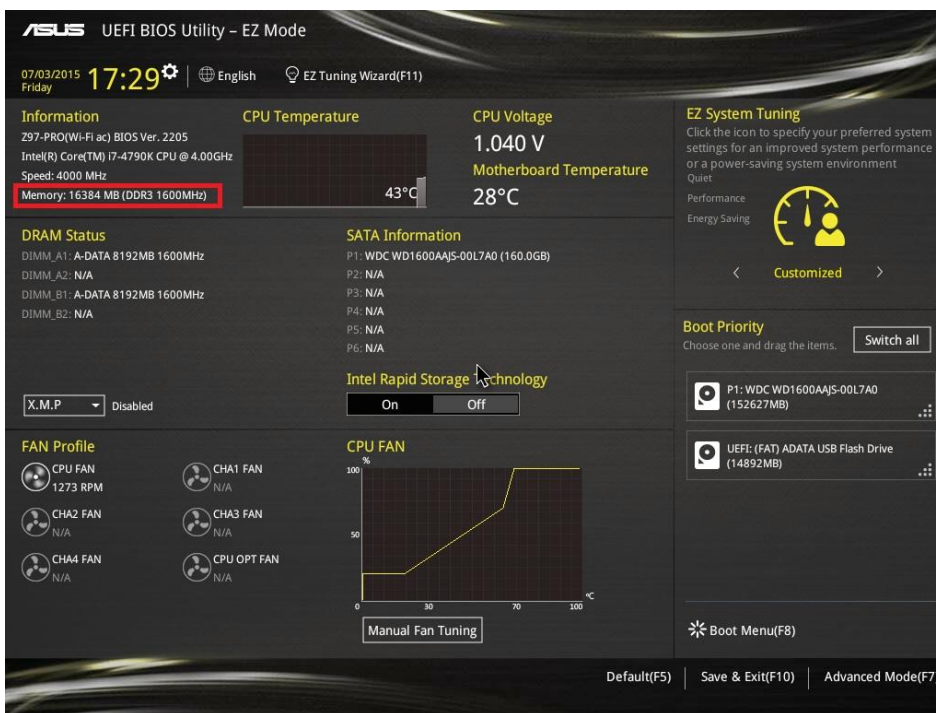 ASUS UEFI BIOS Utility – EZ Mode
07/03/2015
Friday
17:29
English
EZ Tuning Wizard(F11)
Information
Z97-PRO(Wi-Fi ac) BIOS Ver. 2205
Intel(R) Core(TM) i7-4790K CPU @ 4.00GHz
Speed: 4000 MHz
Memory: 16384 MB (DDR3 1600MHz)
CPU Temperature
43°C
CPU Voltage
1.040 V
Motherboard Temperature
28°C
EZ System Tuning
Click the icon to specify your preferred system
settings for an improved system performance
or a power-saving system environment
Quiet
Performance
Energy Saving
Customized
DRAM Status
DIMM_A1: A-DATA 8192MB 1600MHz
DIMM_A2: N/A
DIMM_B1: A-DATA 8192MB 1600MHz
DIMM_B2: N/A
X.M.P
Disabled
SATA Information
P1: WDC WD1600AAJS-00L7A0 (160.0GB)
P2: N/A
P3: N/A
P4: N/A
P5: N/A
P6: N/A
Intel Rapid Storage Technology
On
Off
Boot Priority
Choose one and drag the items.
Switch all
P1: WDC WD1600AAJS-00L7A0
(152627MB)
UEFI: (FAT) ADATA USB Flash Drive
(14892MB)
FAN Profile
CPU FAN
1273 RPM
CHA1 FAN
N/A
CHA2 FAN
N/A
CHA3 FAN
N/A
CHA4 FAN
N/A
CPU OPT FAN
N/A
CPU FAN
%
100
50
0
30
70
100
°C
Manual Fan Tuning
Boot Menu(F8)
Default(F5)
Save & Exit(F10)
Advanced Mode(F7